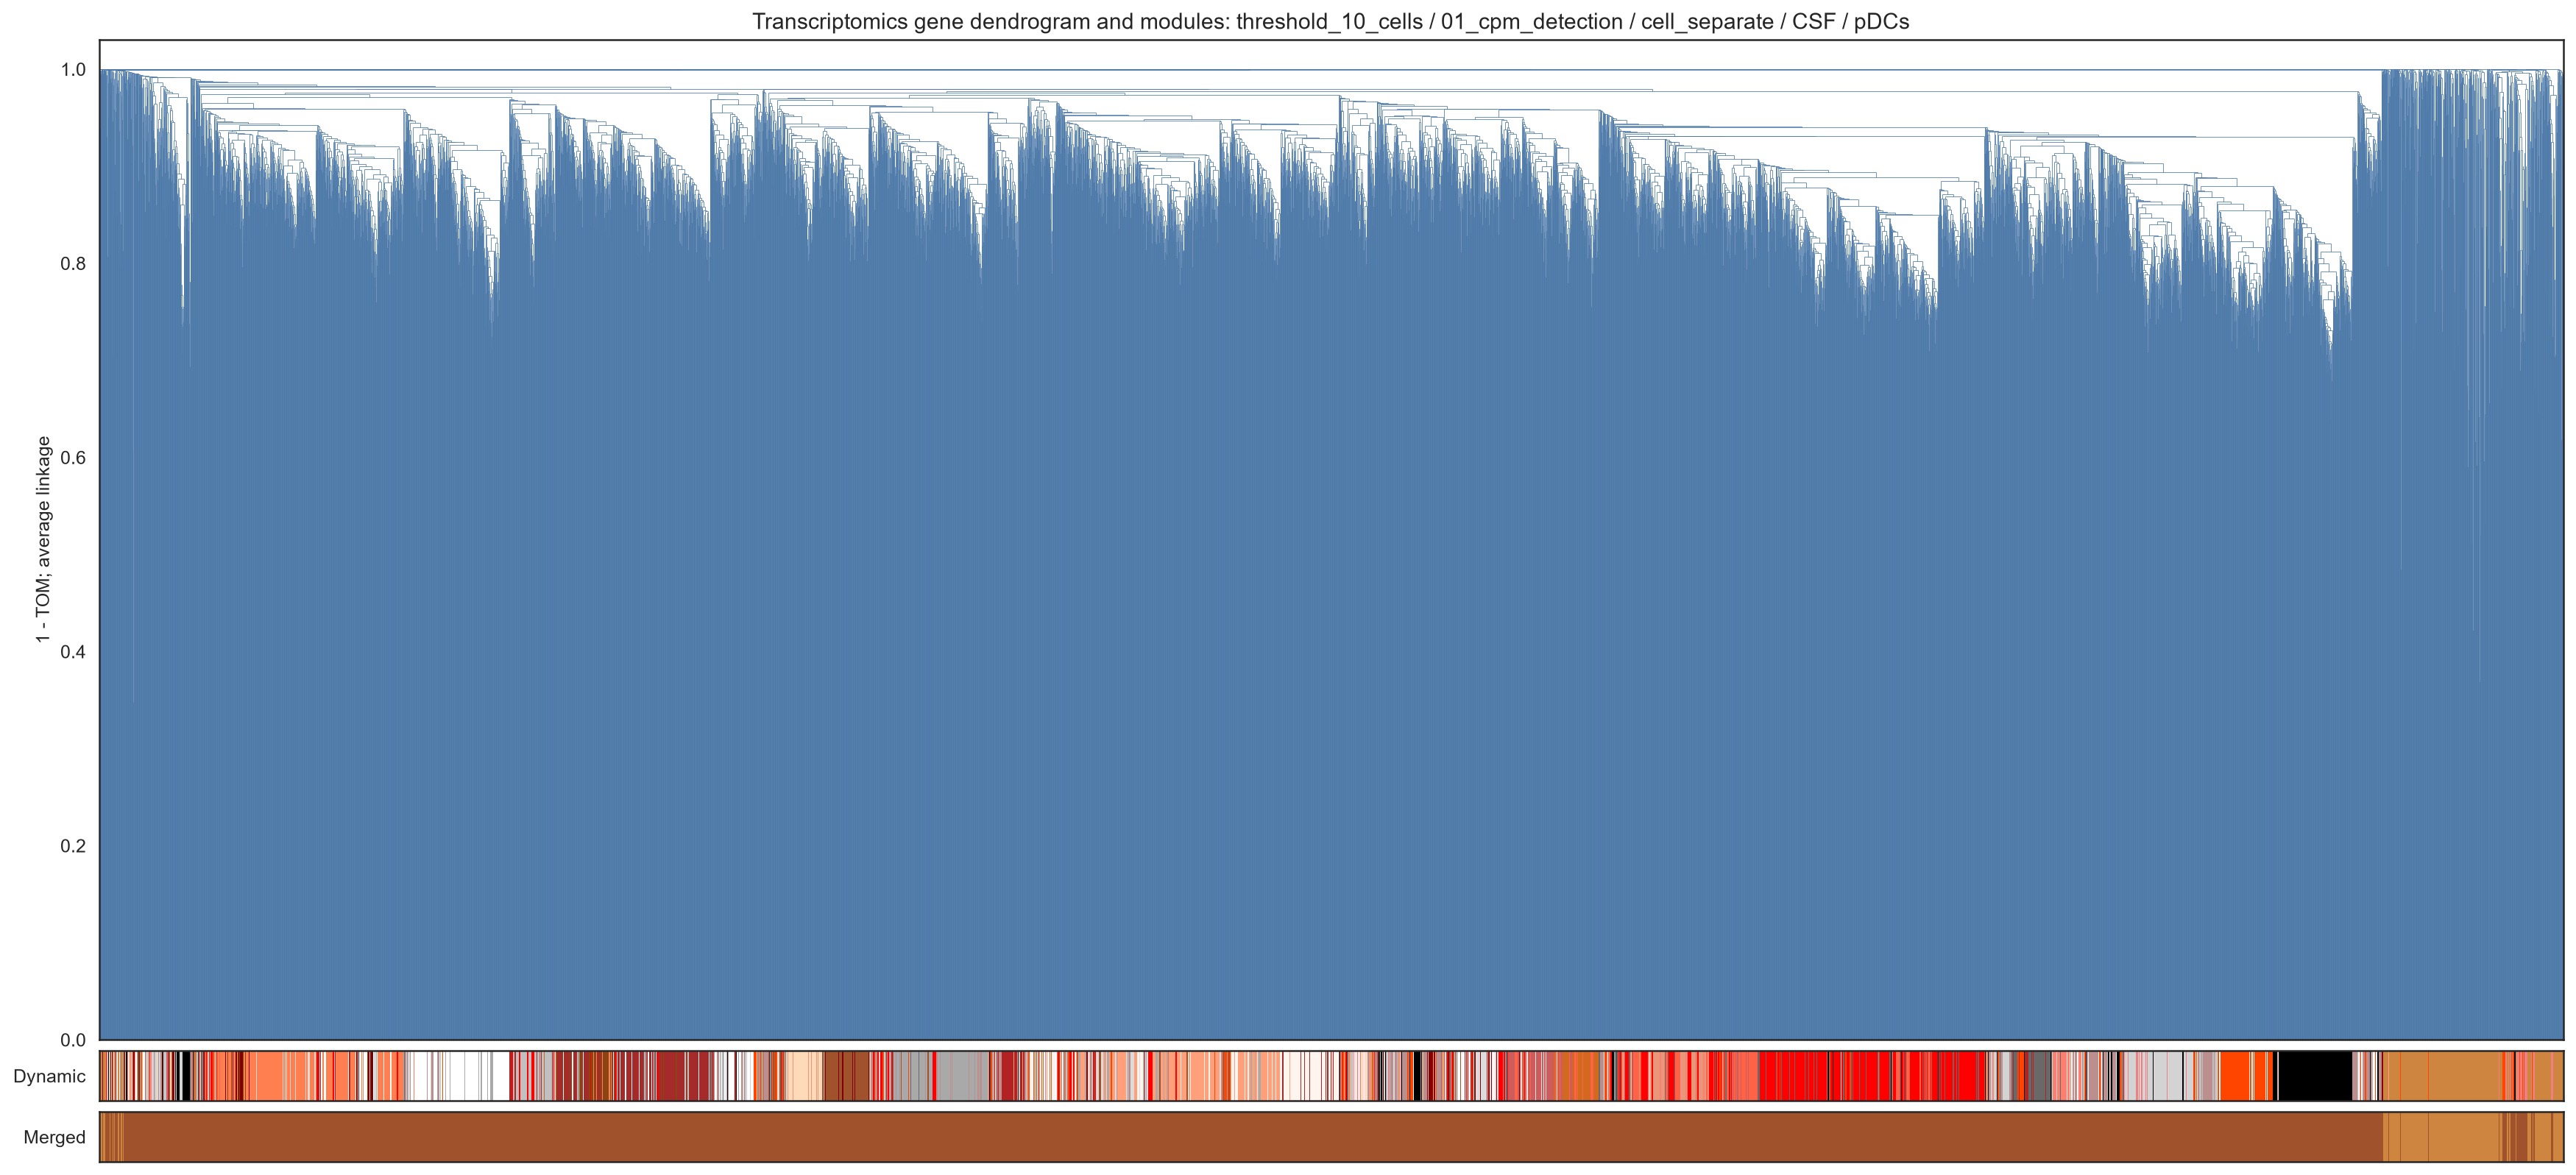 Transcriptomics gene dendrogram and modules: threshold_10_cells / 01_cpm_detection / cell_separate / CSF / pDCs
1.0
0.8
0.6
0.4
0.2
0.0
1 - TOM; average linkage
Dynamic
Merged